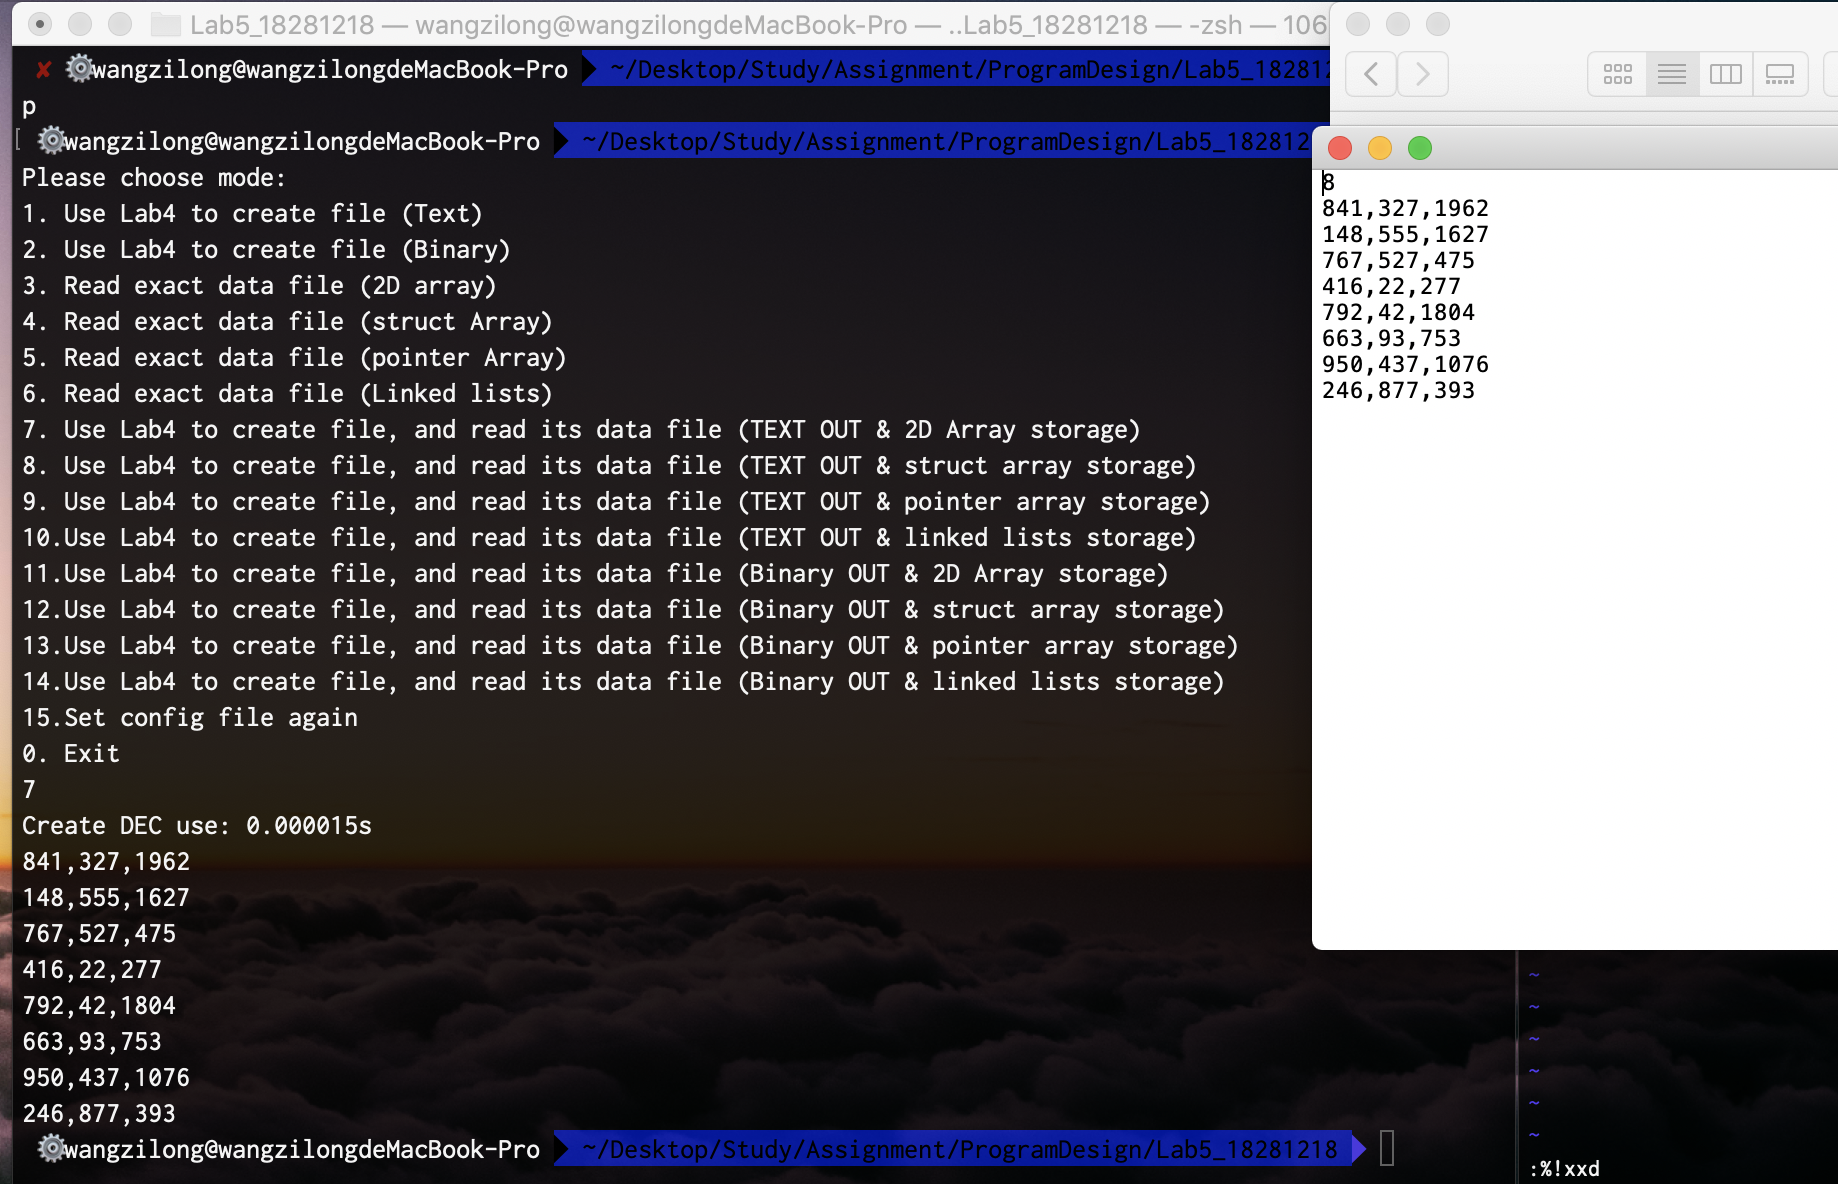 Lab5_18281218 — wangzilong@wangzilongdeMacBook-Pro — ..Lab5_18281218 — -zsh — 106
✘ ⚙wangzilong@wangzilongdeMacBook-Pro ~/Desktop/Study/Assignment/ProgramDesign/Lab5_18281
p
[ ⚙wangzilong@wangzilongdeMacBook-Pro ~/Desktop/Study/Assignment/ProgramDesign/Lab5_182812
Please choose mode:
1. Use Lab4 to create file (Text)
2. Use Lab4 to create file (Binary)
3. Read exact data file (2D array)
4. Read exact data file (struct Array)
5. Read exact data file (pointer Array)
6. Read exact data file (Linked lists)
7. Use Lab4 to create file, and read its data file (TEXT OUT & 2D Array storage)
8. Use Lab4 to create file, and read its data file (TEXT OUT & struct array storage)
9. Use Lab4 to create file, and read its data file (TEXT OUT & pointer array storage)
10.Use Lab4 to create file, and read its data file (TEXT OUT & linked lists storage)
11.Use Lab4 to create file, and read its data file (Binary OUT & 2D Array storage)
12.Use Lab4 to create file, and read its data file (Binary OUT & struct array storage)
13.Use Lab4 to create file, and read its data file (Binary OUT & pointer array storage)
14.Use Lab4 to create file, and read its data file (Binary OUT & linked lists storage)
15.Set config file again
0. Exit
7
Create DEC use: 0.000015s
841,327,1962
148,555,1627
767,527,475
416,22,277
792,42,1804
663,93,753
950,437,1076
246,877,393
⚙wangzilong@wangzilongdeMacBook-Pro ~/Desktop/Study/Assignment/ProgramDesign/Lab5_18281218
8
841,327,1962
148,555,1627
767,527,475
416,22,277
792,42,1804
663,93,753
950,437,1076
246,877,393
~
~
~
~
~
~
:%!xxd